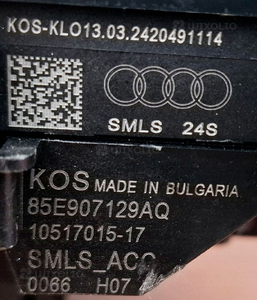 KOS-KLO13.03.2420491114
SMLS 24S
KOS MADE IN BULGARIA
85E907129AQ
10517015-17
SMLS_ACC
0066 H07